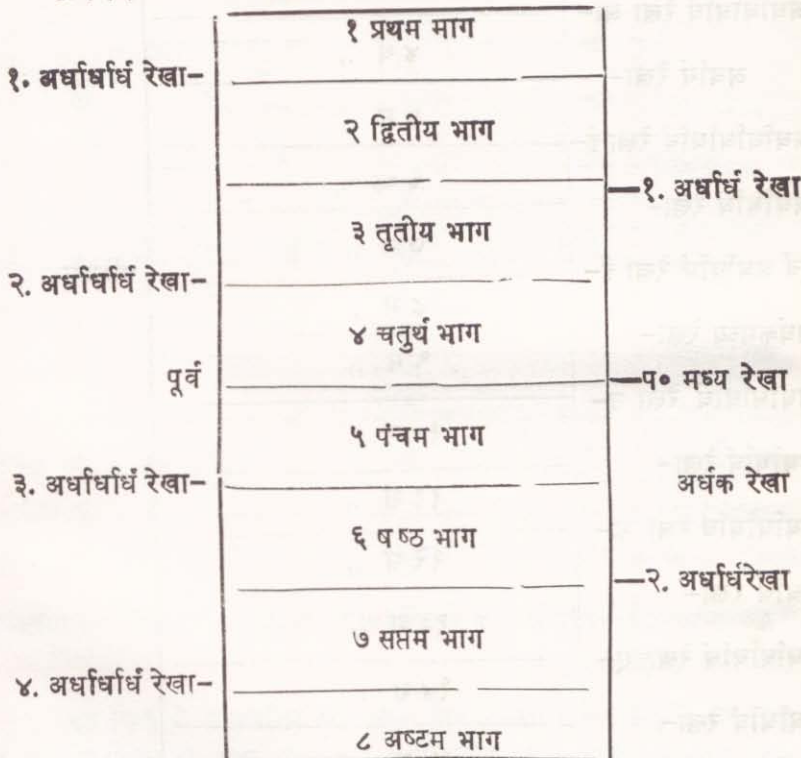 १ प्रथम माग
१. अर्धार्धार्ध रेखा-
२ द्वितीय भाग
—१. अर्धार्ध रेखा
३ तृतीय भाग
२. अर्धार्धार्ध रेखा-
४ चतुर्थ भाग
पूर्व —प० मध्य रेखा
५ पंचम भाग
३. अर्धार्धार्ध रेखा- अर्धक रेखा
६ षष्ठ भाग
—२. अर्धार्धरेखा
७ सप्तम भाग
४. अर्धार्धार्ध रेखा-
८ अष्टम भाग